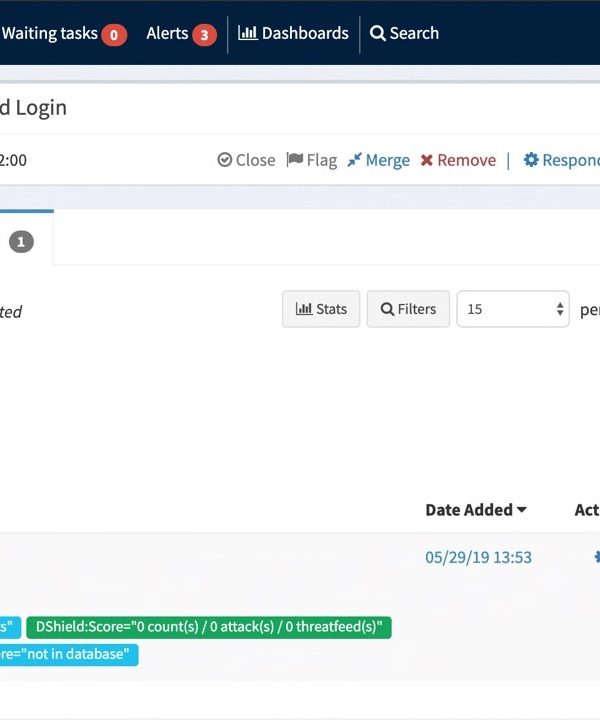 Waiting tasks 0 Alerts 3 Dashboards Search
d Login
2:00 Close Flag Merge Remove | Respond
1
ted Stats Filters 15 per
Date Added Act
05/29/19 13:53
s" DShield:Score="0 count(s) / 0 attack(s) / 0 threatfeed(s)"
re="not in database"